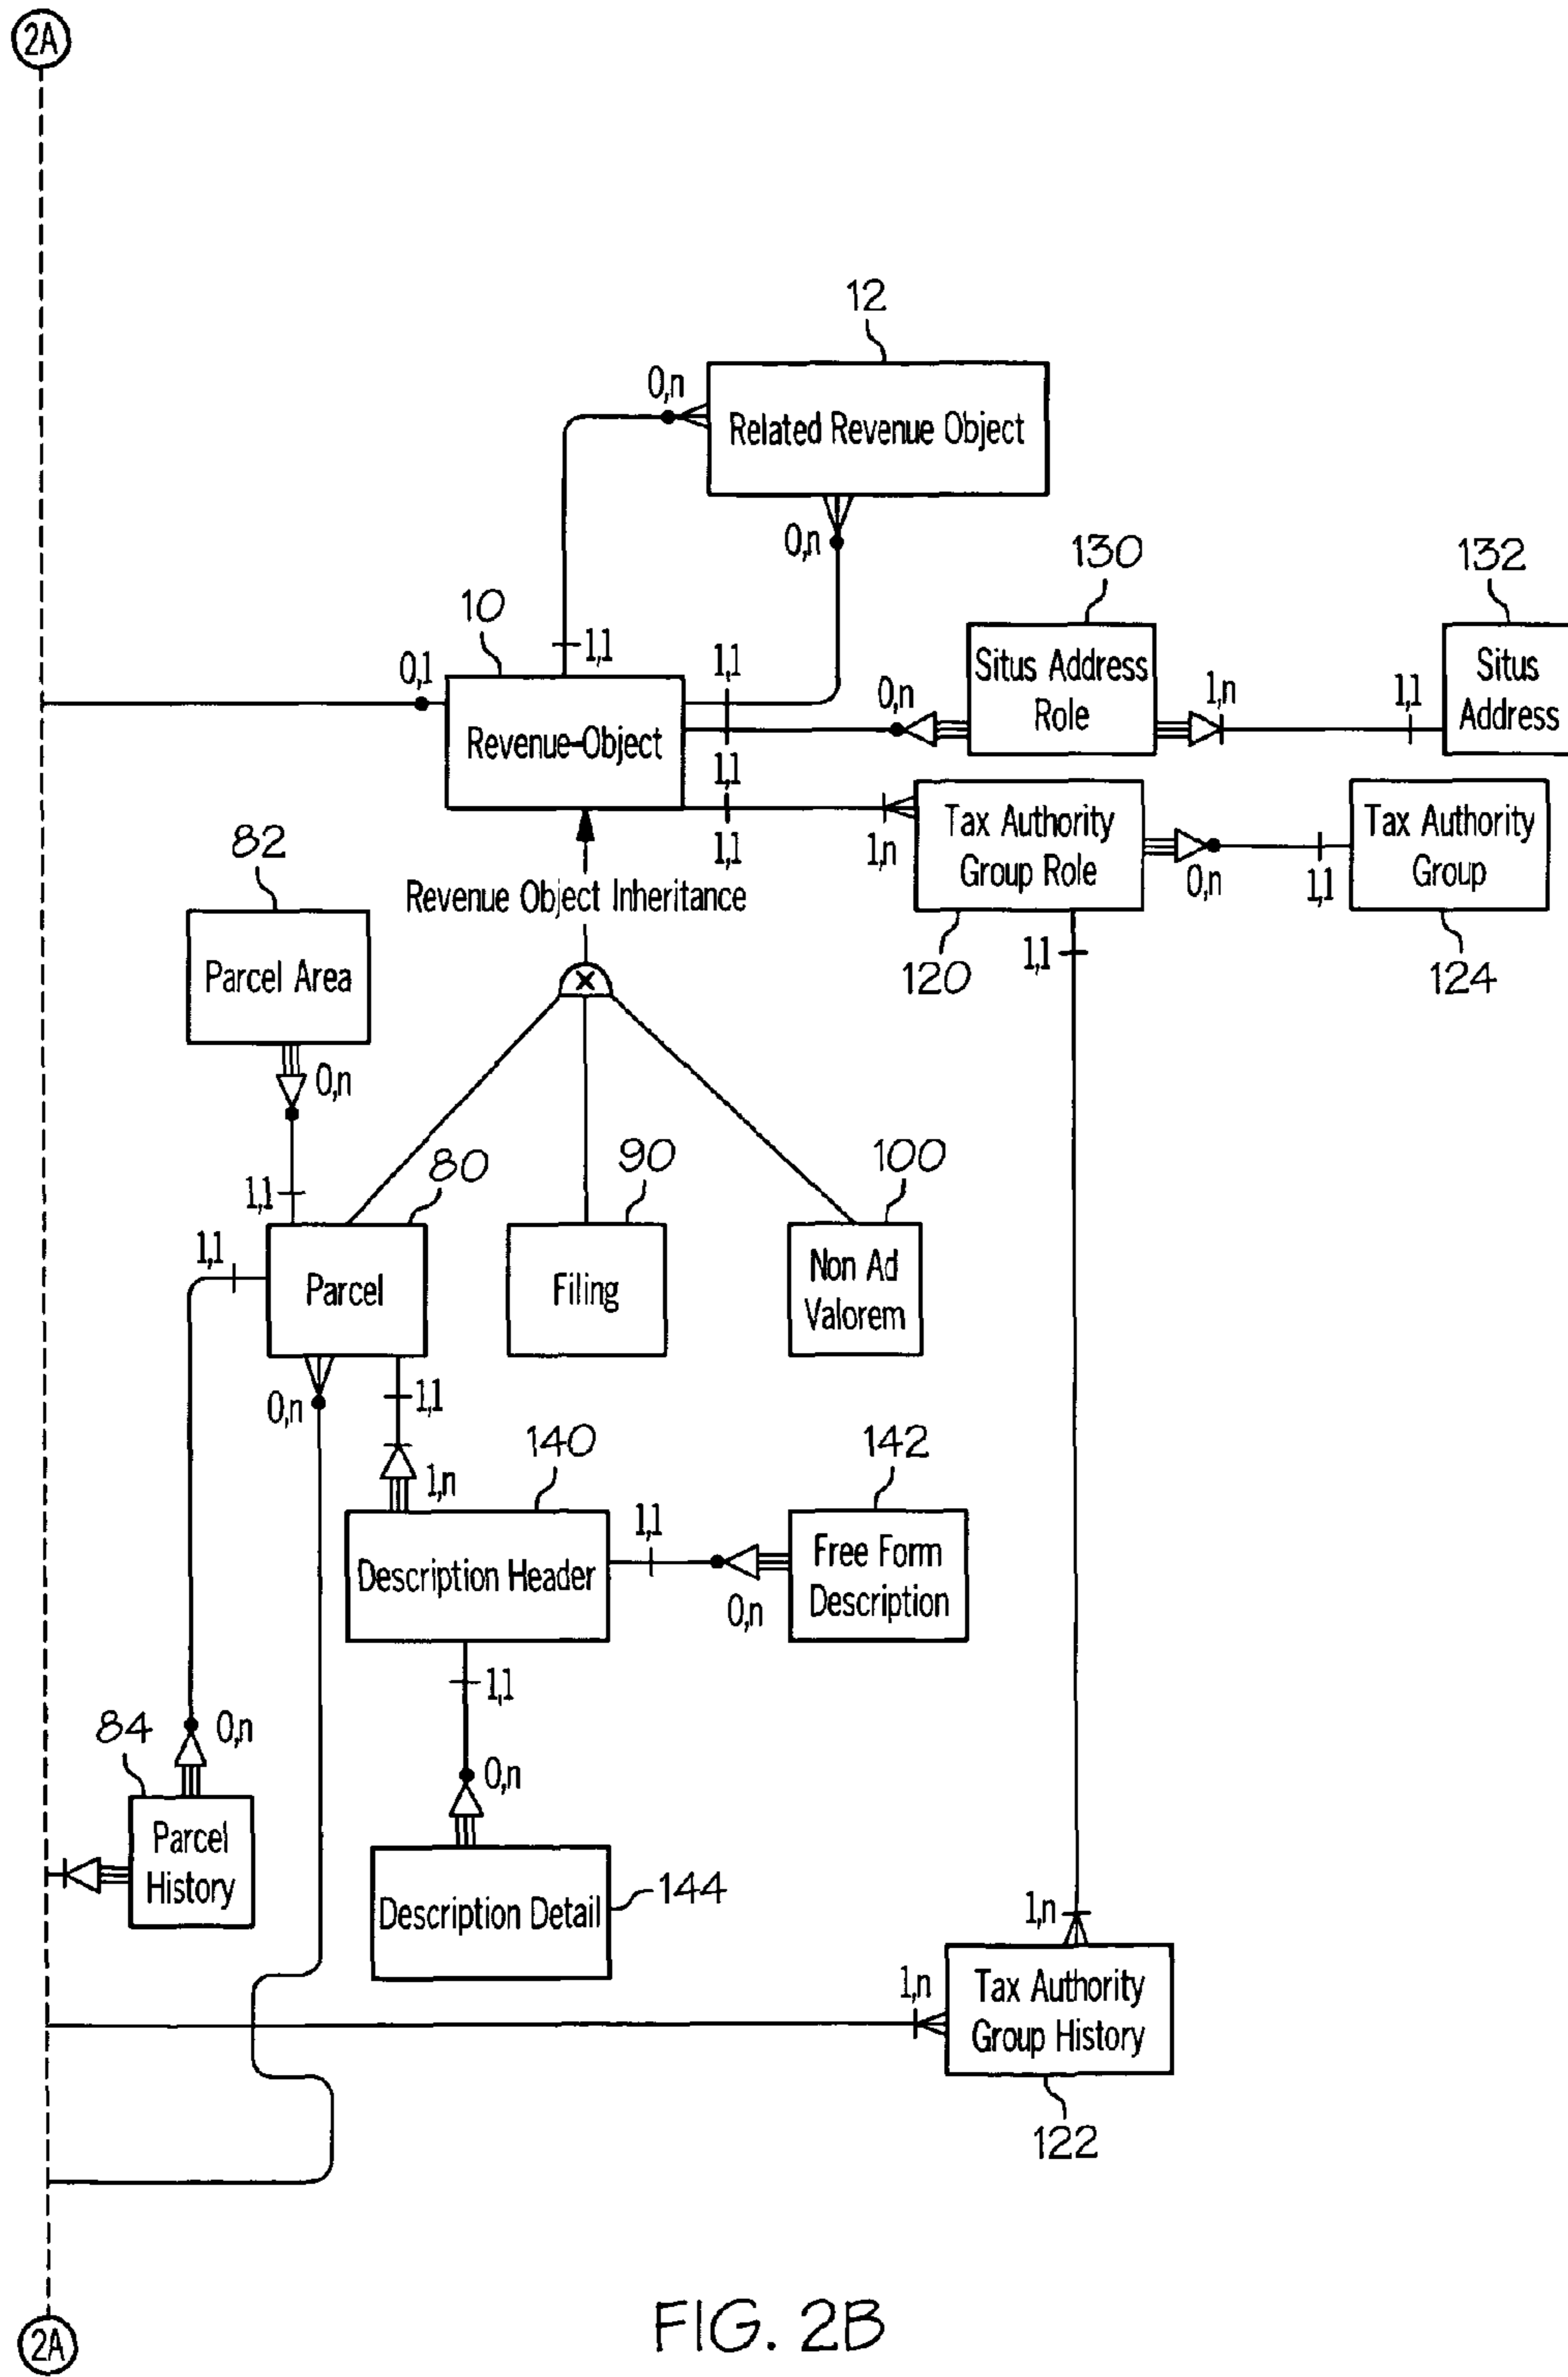 2A
12
0,n
Related Revenue Object
0,n
130
132
10
1,1
0,1
1,1
Situs Address
Role
Situs
Address
0,n
1,n
1,1
Revenue-Object
1,1
1,1
1,n
Tax Authority
Group Role
0,n
1,1
Tax Authority
Group
82
Revenue Object Inheritance
120
124
1,1
Parcel Area
X
0,n
80
90
100
1,1
1,1
Parcel
Filing
Non Ad
Valorem
0,n
1,1
140
142
1,n
1,1
Description Header
Free Form
Description
0,n
1,1
84
0,n
0,n
Parcel
History
Description Detail
144
1,n
1,n
Tax Authority
Group History
122
2A
FIG. 2B